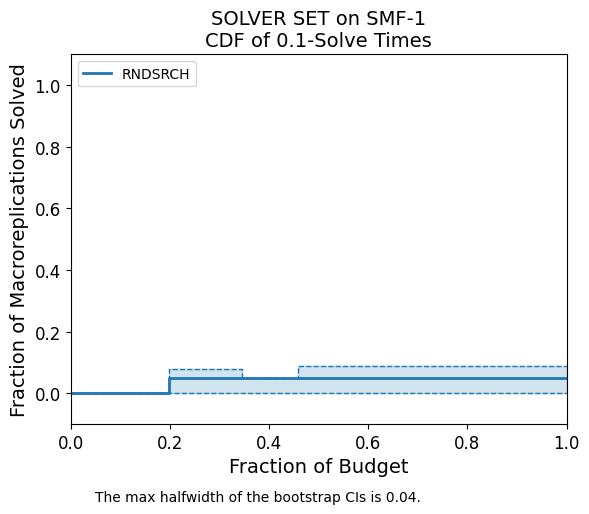 SOLVER SET on SMF-1
CDF of 0.1-Solve Times
RNDSRCH
Fraction of Macroreplications Solved
1.0
0.8
0.6
0.4
0.2
0.0
0.0 0.2 0.4 0.6 0.8 1.0
Fraction of Budget
The max halfwidth of the bootstrap CIs is 0.04.